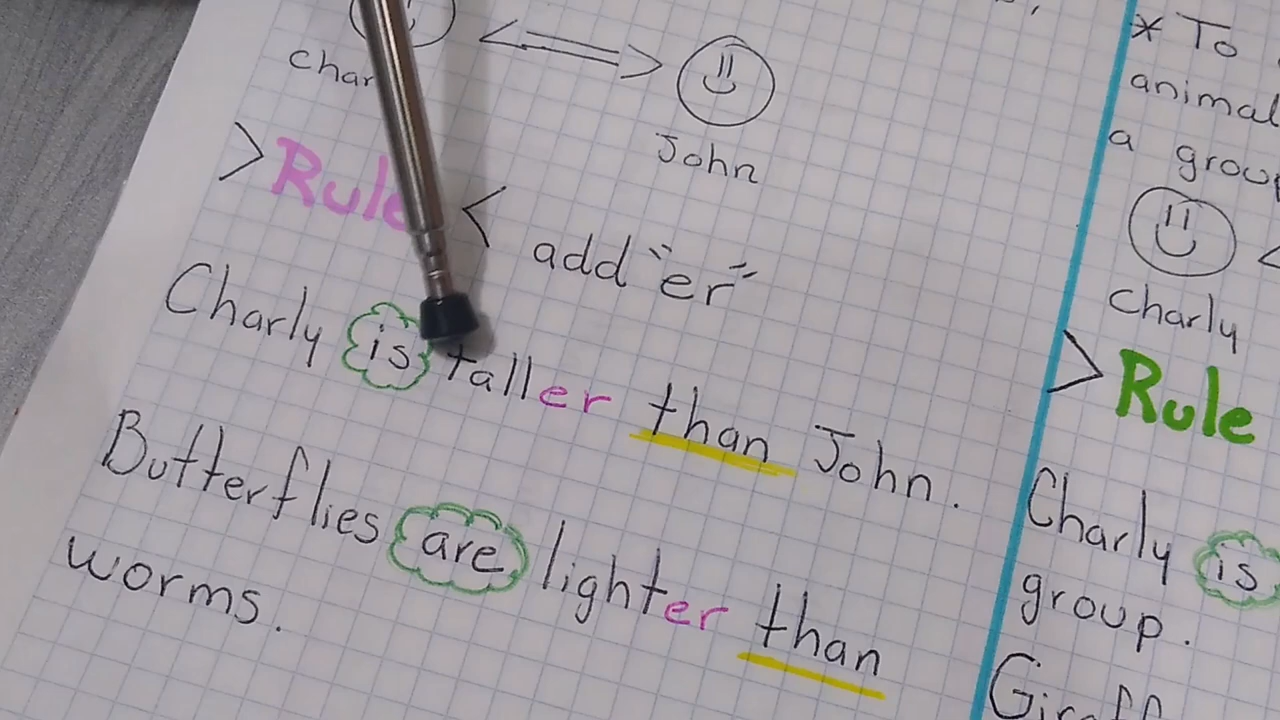 John
> Rule <
add "er"
Charly is taller than John.
Butterflies are lighter than
worms.
* To
animal
a group
Charly
> Rule
Charly is
group.